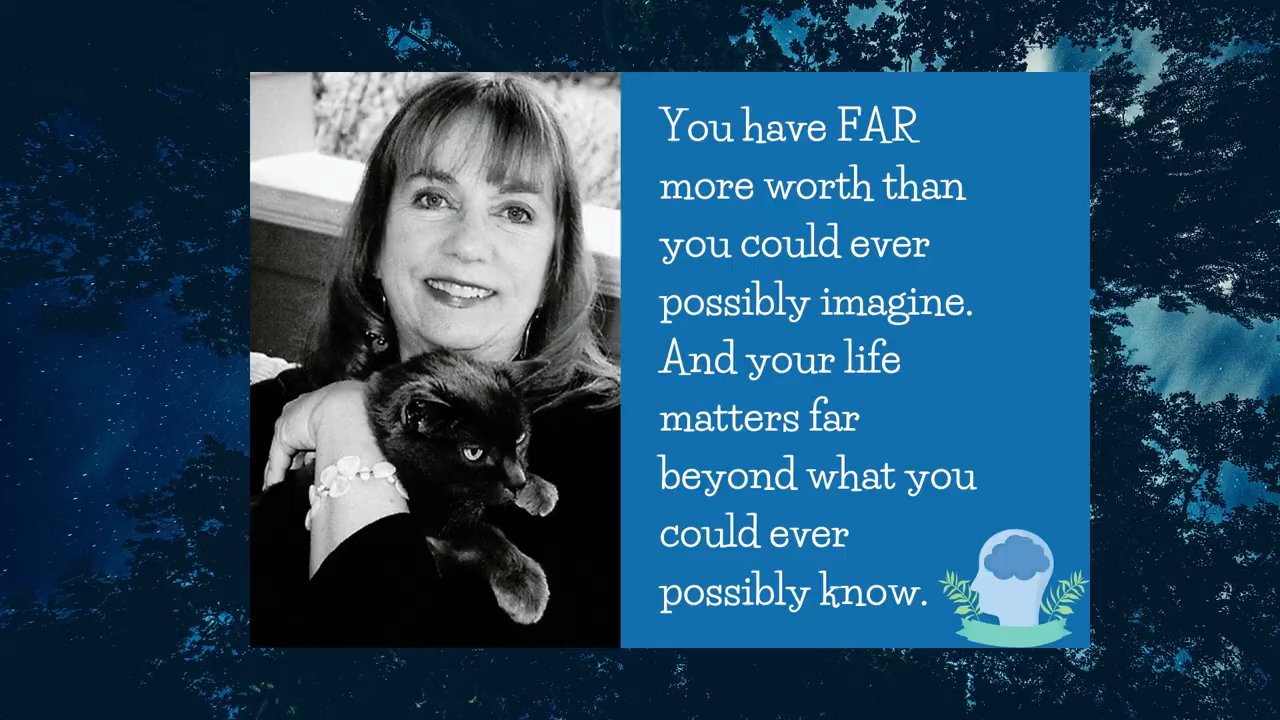 You have FAR
more worth than
you could ever
possibly imagine.
And your life
matters far
beyond what you
could ever
possibly know.